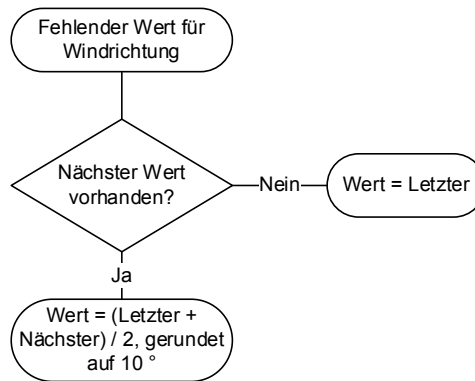 Fehlender Wert für
Windrichtung
Nächster Wert
vorhanden?
Nein
Wert = Letzter
Ja
Wert = (Letzter +
Nächster) / 2, gerundet
auf 10 °